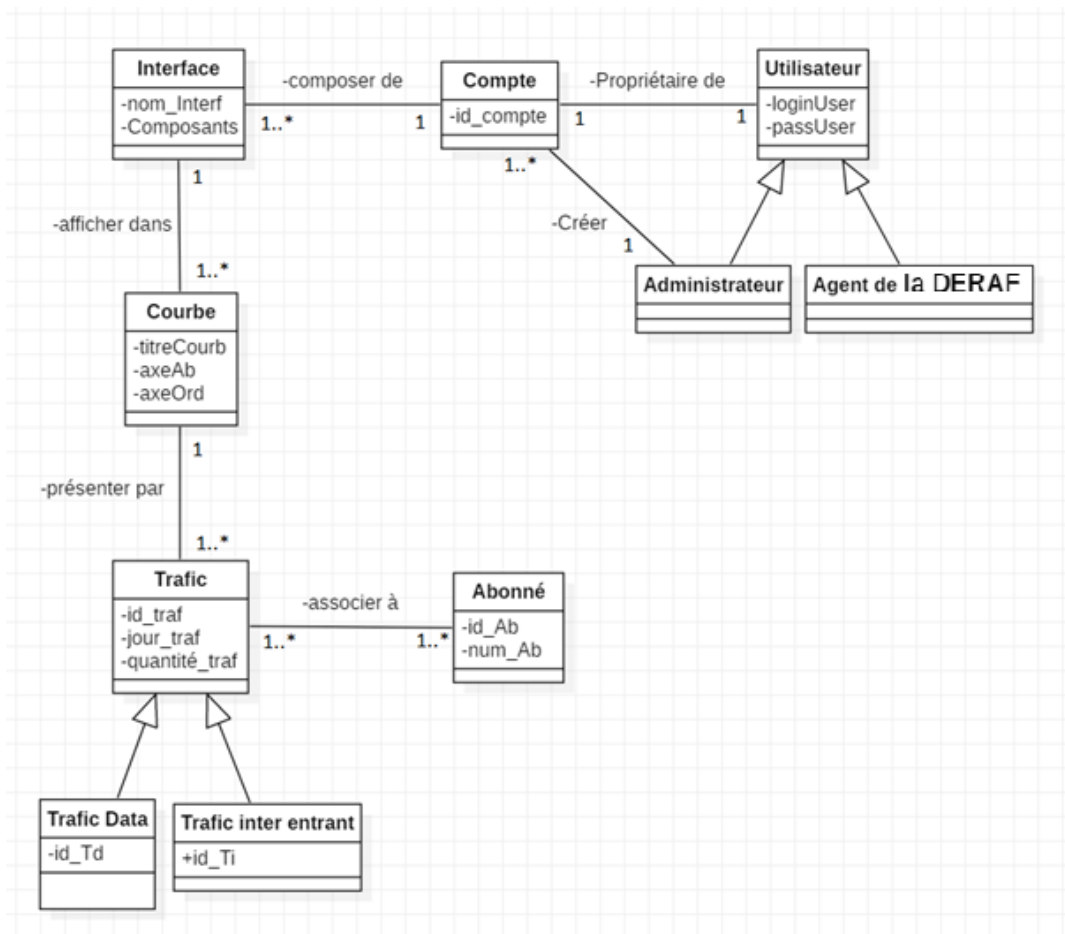 Interface
-nom_Interf
-Composants
-composer de
1..*
1
Compte
-id_compte
-Propriétaire de
1
1
Utilisateur
-loginUser
-passUser
1..*
-Créer
1
Administrateur
Agent de la DERAF
1
-afficher dans
1..*
Courbe
-titreCourb
-axeAb
-axeOrd
1
-présenter par
1..*
Trafic
-id_traf
-jour_traf
-quantité_traf
-associer à
1..*
1..*
Abonné
-id_Ab
-num_Ab
Trafic Data
-id_Td
Trafic inter entrant
+id_Ti